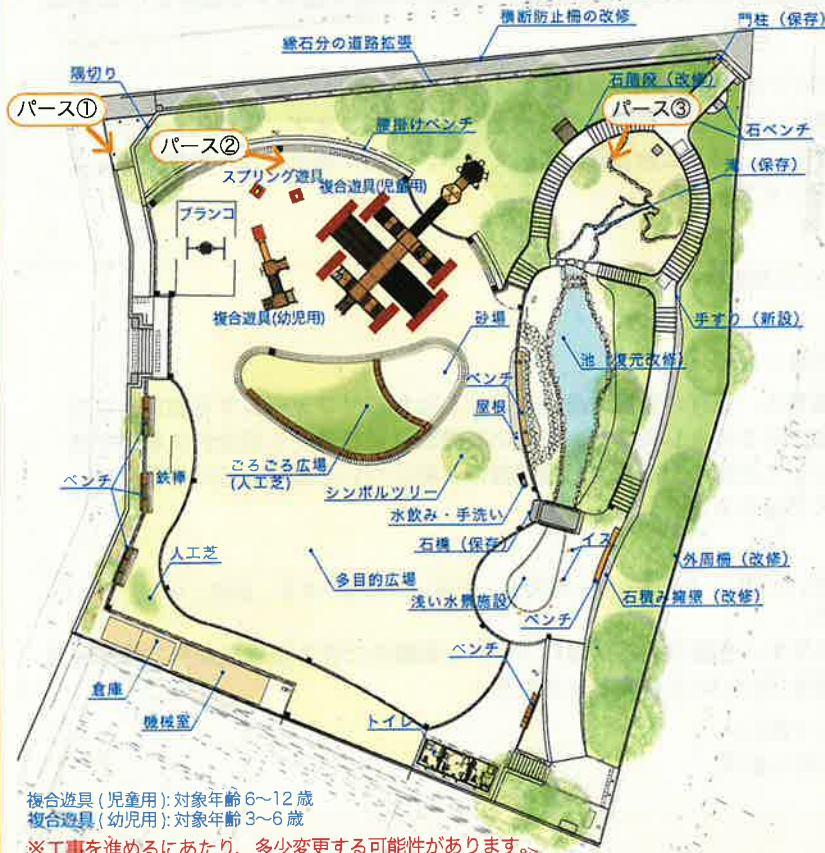 横断防止柵の改修
門柱（保存）
縁石分の道路拡張
隅切り
石階段（改修）
パース①
パース③
パース②
腰掛けベンチ
石ベンチ
スプリング遊具
複合遊具(児童用)
滝（保存）
ブランコ
複合遊具(幼児用)
砂場
手すり（新設）
池（復元改修）
ベンチ
屋根
ごろごろ広場
(人工芝)
シンボルツリー
ベンチ
鉄棒
水飲み・手洗い
石橋（保存）
イス
人工芝
外周柵（改修）
多目的広場
浅い水景施設
石積み擁壁（改修）
ベンチ
ベンチ
倉庫
機械室
トイレ
複合遊具(児童用):対象年齢6～12歳
複合遊具(幼児用):対象年齢3～6歳
※工事を進めるにあたり、多少変更する可能性があります。